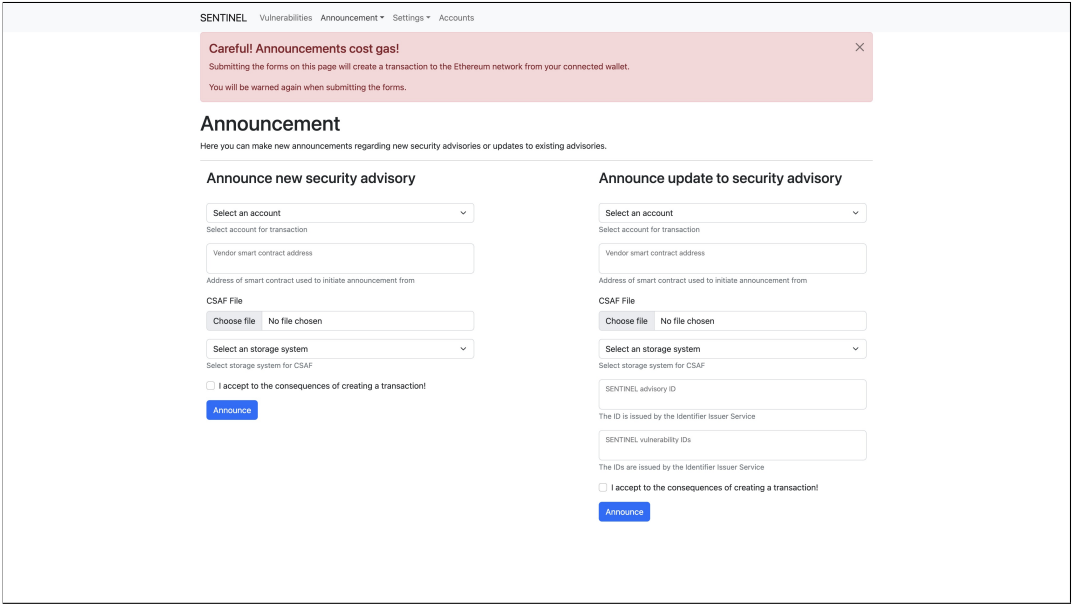 SENTINEL Vulnerabilities Announcement Settings Accounts
Careful! Announcements cost gas!
Submitting the forms on this page will create a transaction to the Ethereum network from your connected wallet.
You will be warned again when submitting the forms.
Announcement
Here you can make new announcements regarding new security advisories or updates to existing advisories.
Announce new security advisory
Select an account
Select account for transaction
Vendor smart contract address
Address of smart contract used to initiate announcement from
CSAF File
Choose file No file chosen
Select an storage system
Select storage system for CSAF
I accept to the consequences of creating a transaction!
Announce
Announce update to security advisory
Select an account
Select account for transaction
Vendor smart contract address
Address of smart contract used to initiate announcement from
CSAF File
Choose file No file chosen
Select an storage system
Select storage system for CSAF
SENTINEL advisory ID
The ID is issued by the Identifier Issuer Service
SENTINEL vulnerability IDs
The IDs are issued by the Identifier Issuer Service
I accept to the consequences of creating a transaction!
Announce